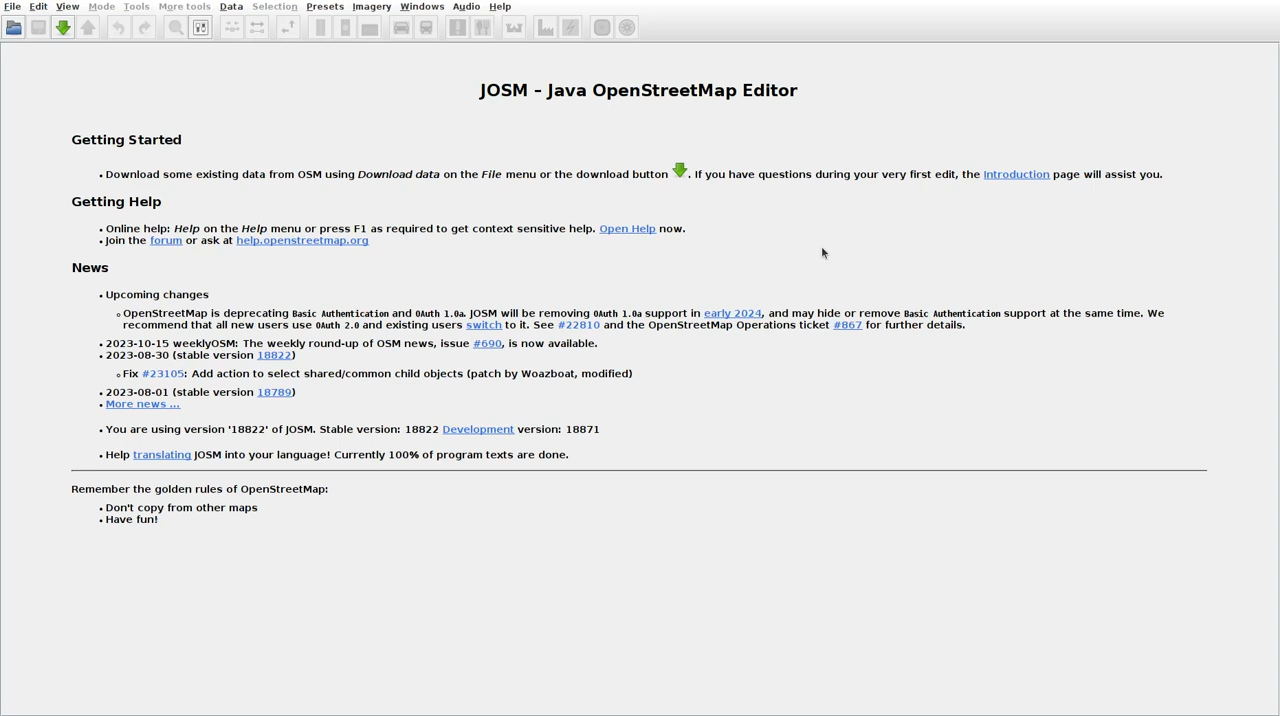 File Edit View Mode Tools More tools Data Selection Presets Imagery Windows Audio Help
JOSM – Java OpenStreetMap Editor
Getting Started
• Download some existing data from OSM using Download data on the File menu or the download button . If you have questions during your very first edit, the Introduction page will assist you.
Getting Help
• Online help: Help on the Help menu or press F1 as required to get context sensitive help. Open Help now.
• Join the forum or ask at help.openstreetmap.org
News
• Upcoming changes
◦ OpenStreetMap is deprecating Basic Authentication and OAuth 1.0a. JOSM will be removing OAuth 1.0a support in early 2024, and may hide or remove Basic Authentication support at the same time. We
recommend that all new users use OAuth 2.0 and existing users switch to it. See #22810 and the OpenStreetMap Operations ticket #867 for further details.
• 2023-10-15 weeklyOSM: The weekly round-up of OSM news, issue #690, is now available.
• 2023-08-30 (stable version 18822)
◦ Fix #23105: Add action to select shared/common child objects (patch by Woazboat, modified)
• 2023-08-01 (stable version 18789)
• More news ...
• You are using version '18822' of JOSM. Stable version: 18822 Development version: 18871
• Help translating JOSM into your language! Currently 100% of program texts are done.
Remember the golden rules of OpenStreetMap:
• Don't copy from other maps
• Have fun!